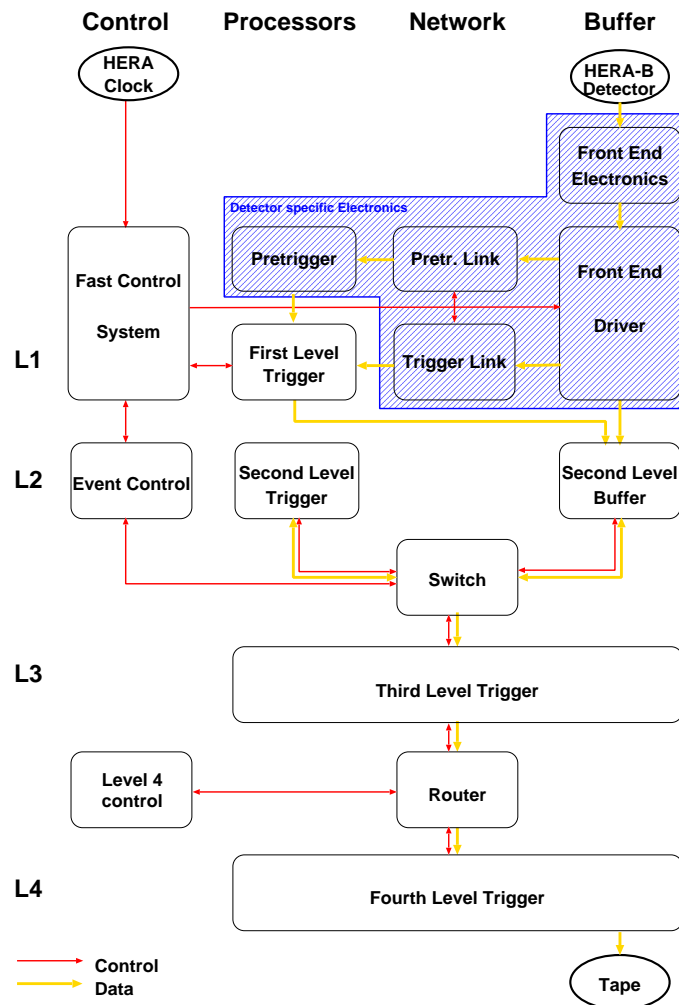 Control Processors Network Buffer
HERA
Clock
HERA-B
Detector
Front End
Electronics
Detector specific Electronics
Fast Control
System
Pretrigger
Pretr. Link
Front End
Driver
L1
First Level
Trigger
Trigger Link
L2
Event Control
Second Level
Trigger
Second Level
Buffer
Switch
L3
Third Level Trigger
Level 4
control
Router
L4
Fourth Level Trigger
Control
Data
Tape